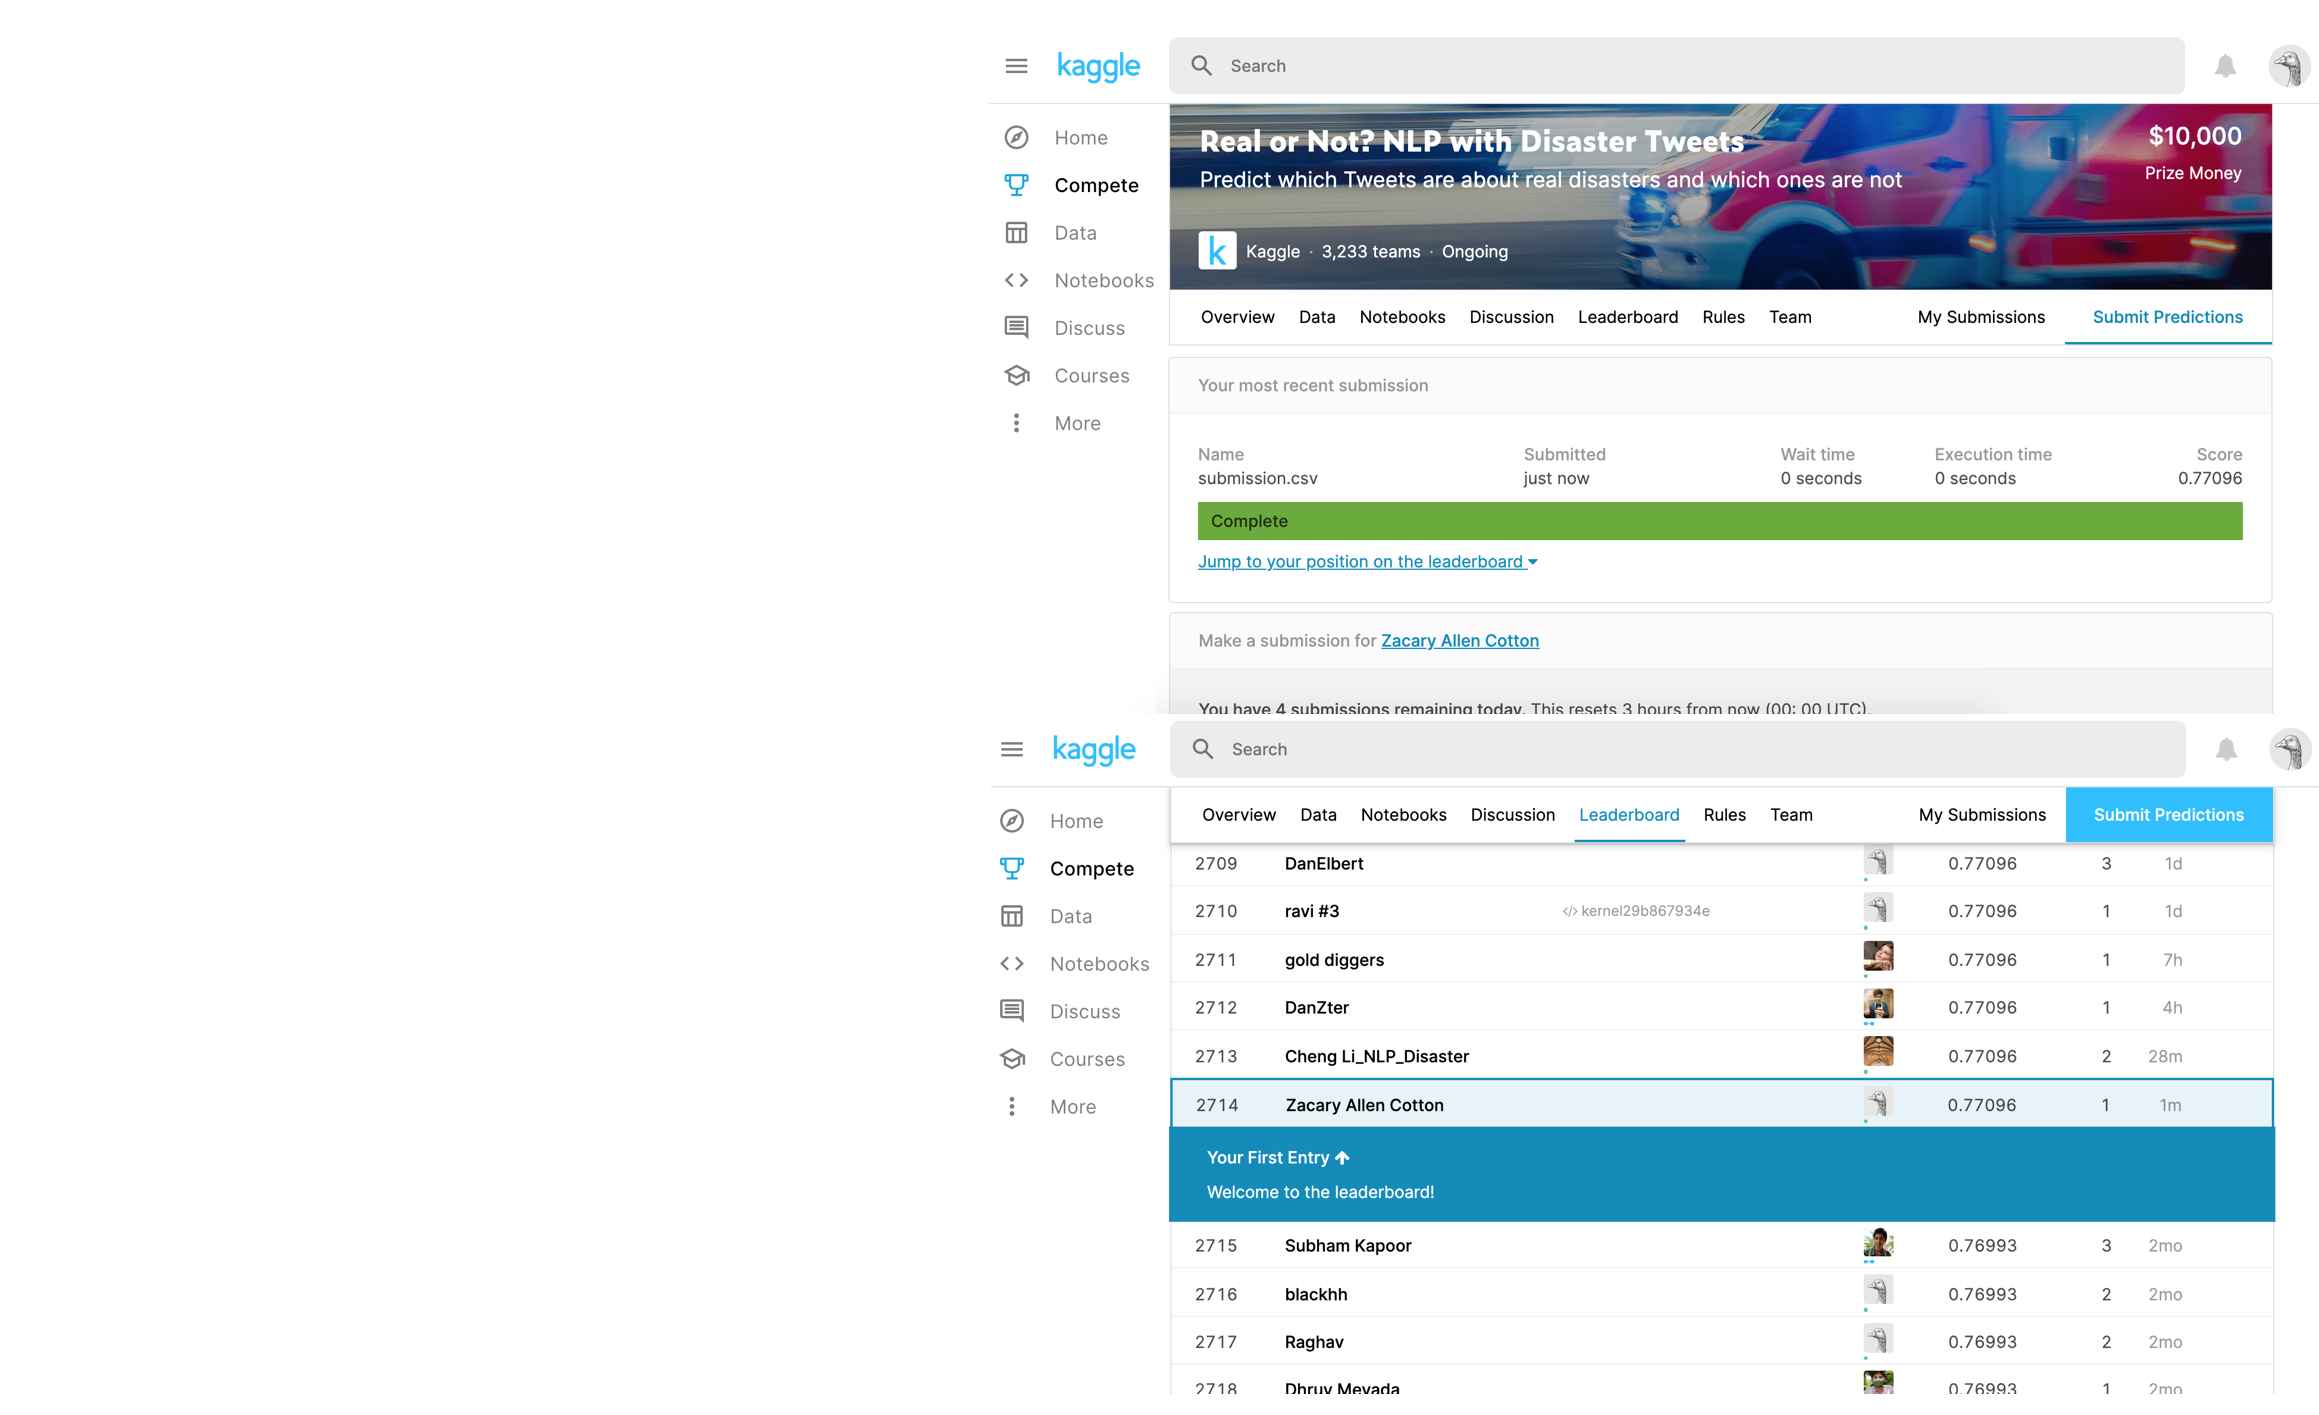 kaggle
Search
Home
Compete
Data
Notebooks
Discuss
Courses
More
Real or Not? NLP with Disaster Tweets
Predict which Tweets are about real disasters and which ones are not
$10,000
Prize Money
k
Kaggle · 3,233 teams · Ongoing
Overview Data Notebooks Discussion Leaderboard Rules Team My Submissions Submit Predictions
Your most recent submission
Name Submitted Wait time Execution time Score
submission.csv just now 0 seconds 0 seconds 0.77096
Complete
Jump to your position on the leaderboard
Make a submission for Zacary Allen Cotton
You have 4 submissions remaining today. This resets 3 hours from now (00: 00 UTC).
kaggle
Search
Home
Compete
Data
Notebooks
Discuss
Courses
More
Overview Data Notebooks Discussion Leaderboard Rules Team My Submissions Submit Predictions
2709 DanElbert 0.77096 3 1d
2710 ravi #3 </> kernel29b867934e 0.77096 1 1d
2711 gold diggers 0.77096 1 7h
2712 DanZter 0.77096 1 4h
2713 Cheng Li_NLP_Disaster 0.77096 2 28m
2714 Zacary Allen Cotton 0.77096 1 1m
Your First Entry
Welcome to the leaderboard!
2715 Subham Kapoor 0.76993 3 2mo
2716 blackhh 0.76993 2 2mo
2717 Raghav 0.76993 2 2mo
2718 Dhruv Mevada 0.76993 1 2mo